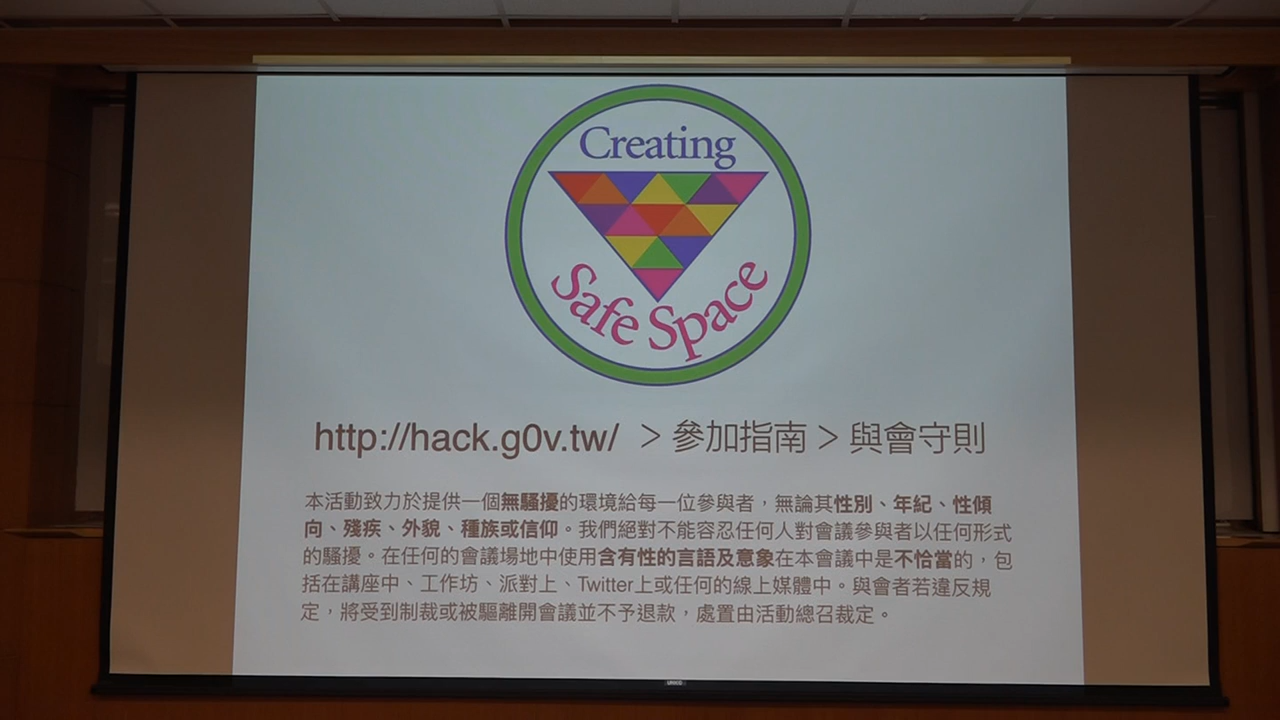 Creating
Safe Space
http://hack.g0v.tw/ > 參加指南 > 與會守則
本活動致力於提供一個無騷擾的環境給每一位參與者，無論其性別、年紀、性傾
向、殘疾、外貌、種族或信仰。我們絕對不能容忍任何人對會議參與者以任何形式
的騷擾。在任何的會議場地中使用含有性的言語及意象在本會議中是不恰當的，包
括在講座中、工作坊、派對上、Twitter上或任何的線上媒體中。與會者若違反規
定，將受到制裁或被驅離開會議並不予退款，處置由活動總召裁定。